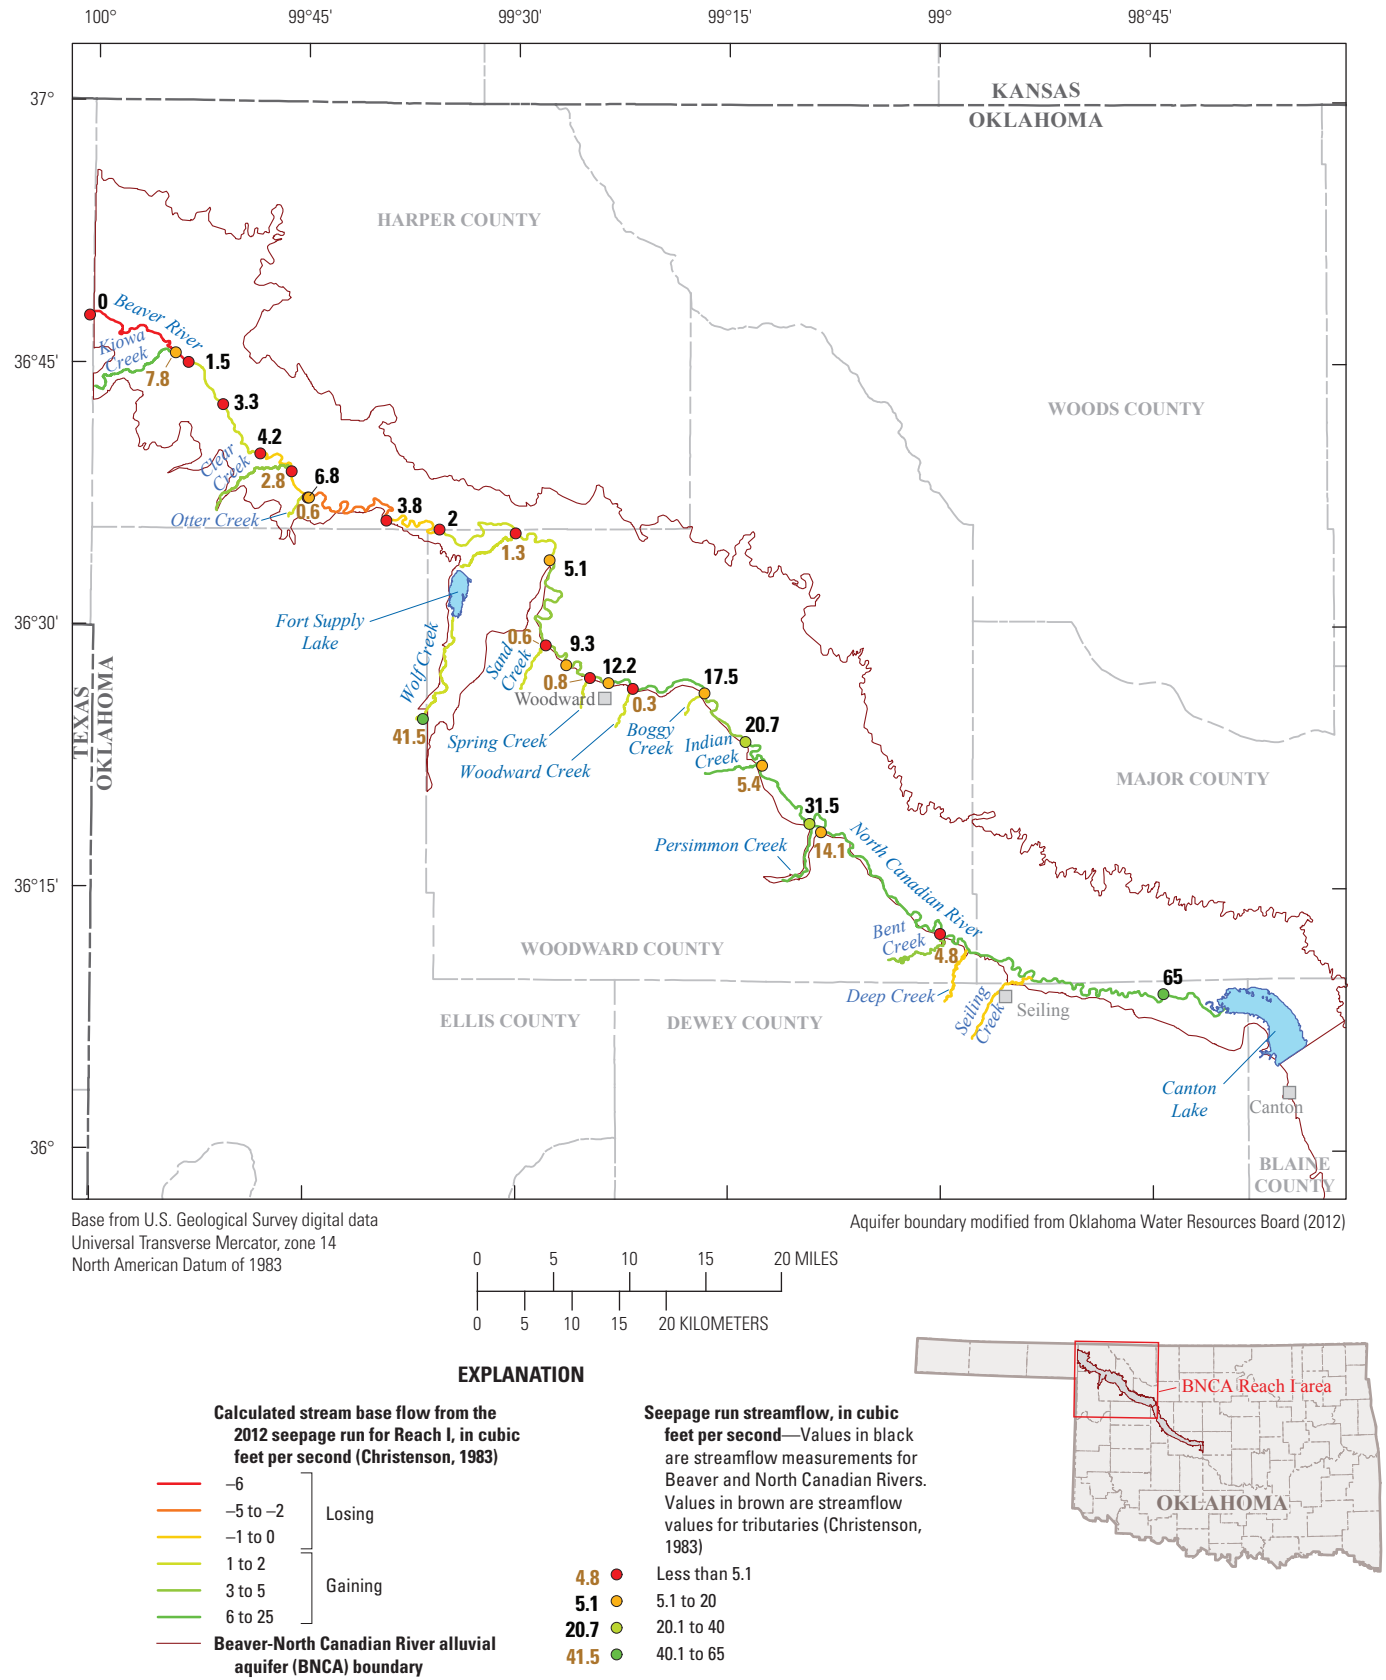 100°
99°45'
99°30'
99°15'
99°
98°45'
37°
KANSAS
OKLAHOMA
HARPER COUNTY
0
Beaver River
Kiowa
Creek
36°45'
7.8
1.5
3.3
WOODS COUNTY
4.2
Clear
Creek
2.8
6.8
Otter Creek
0.6
3.8
2
1.3
5.1
36°30'
Fort Supply
Lake
Wolf Creek
0.6
Sand
Creek
9.3
0.8
12.2
Woodward
0.3
17.5
TEXAS
OKLAHOMA
41.5
Spring Creek
Woodward Creek
Boggy
Creek
20.7
Indian
Creek
5.4
MAJOR COUNTY
31.5
Persimmon Creek
14.1
North Canadian River
36°15'
Bent
Creek
4.8
WOODWARD COUNTY
Deep Creek
Seiling
Creek
Seiling
65
ELLIS COUNTY
DEWEY COUNTY
Canton
Lake
Canton
36°
BLAINE
COUNTY
Base from U.S. Geological Survey digital data
Universal Transverse Mercator, zone 14
North American Datum of 1983
Aquifer boundary modified from Oklahoma Water Resources Board (2012)
0 5 10 15 20 MILES
0 5 10 15 20 KILOMETERS
EXPLANATION
Calculated stream base flow from the
2012 seepage run for Reach I, in cubic
feet per second (Christenson, 1983)
–6
–5 to –2
–1 to 0
Losing
1 to 2
3 to 5
6 to 25
Gaining
Beaver-North Canadian River alluvial
aquifer (BNCA) boundary
Seepage run streamflow, in cubic
feet per second—Values in black
are streamflow measurements for
Beaver and North Canadian Rivers.
Values in brown are streamflow
values for tributaries (Christenson,
1983)
4.8 Less than 5.1
5.1 5.1 to 20
20.7 20.1 to 40
41.5 40.1 to 65
BNCA Reach I area
OKLAHOMA